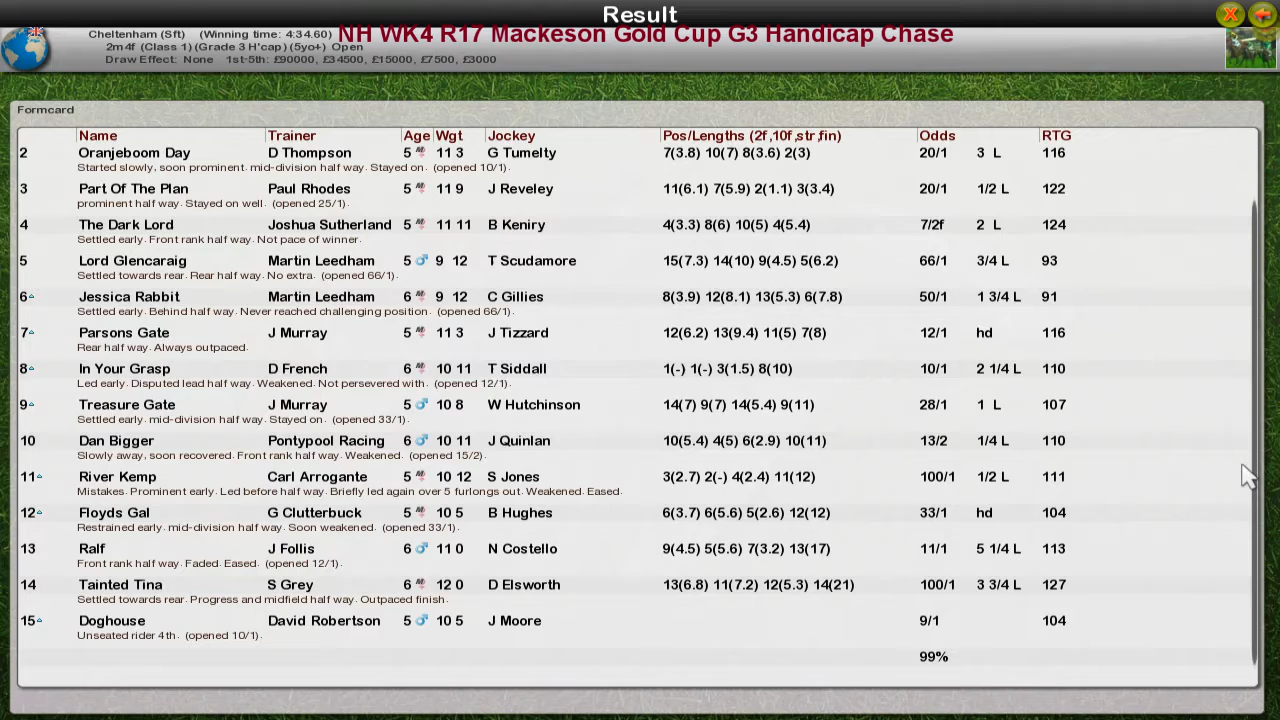 Result
NH WK4 R17 Mackeson Gold Cup G3 Handicap Chase
Cheltenham (Sft) (Winning time: 4:34.60)
2m4f (Class 1) (Grade 3 H'cap) (5yo+) Open
Draw Effect: None 1st-5th: £90000, £34500, £15000, £7500, £3000
Formcard
Name Trainer Age Wgt Jockey Pos/Lengths (2f,10f,str,fin) Odds RTG
2 Oranjeboom Day D Thompson 5 11 3 G Tumelty 7(3.8) 10(7) 8(3.6) 2(3) 20/1 3 L 116
Started slowly, soon prominent. mid-division half way. Stayed on. (opened 10/1).
3 Part Of The Plan Paul Rhodes 5 11 9 J Reveley 11(6.1) 7(5.9) 2(1.1) 3(3.4) 20/1 1/2 L 122
prominent half way. Stayed on well. (opened 25/1).
4 The Dark Lord Joshua Sutherland 5 11 11 B Keniry 4(3.3) 8(6) 10(5) 4(5.4) 7/2f 2 L 124
Settled early. Front rank half way. Not pace of winner.
5 Lord Glencaraig Martin Leedham 5 9 12 T Scudamore 15(7.3) 14(10) 9(4.5) 5(6.2) 66/1 3/4 L 93
Settled towards rear. Rear half way. No extra. (opened 66/1).
6 Jessica Rabbit Martin Leedham 6 9 12 C Gillies 8(3.9) 12(8.1) 13(5.3) 6(7.8) 50/1 1 3/4 L 91
Settled early. Behind half way. Never reached challenging position. (opened 66/1).
7 Parsons Gate J Murray 5 11 3 J Tizzard 12(6.2) 13(9.4) 11(5) 7(8) 12/1 hd 116
Rear half way. Always outpaced.
8 In Your Grasp D French 6 10 11 T Siddall 1(-) 1(-) 3(1.5) 8(10) 10/1 2 1/4 L 110
Led early. Disputed lead half way. Weakened. Not persevered with. (opened 12/1).
9 Treasure Gate J Murray 5 10 8 W Hutchinson 14(7) 9(7) 14(5.4) 9(11) 28/1 1 L 107
Settled early. mid-division half way. Stayed on. (opened 33/1).
10 Dan Bigger Pontypool Racing 6 10 11 J Quinlan 10(5.4) 4(5) 6(2.9) 10(11) 13/2 1/4 L 110
Slowly away, soon recovered. Front rank half way. Weakened. (opened 15/2).
11 River Kemp Carl Arrogante 5 10 12 S Jones 3(2.7) 2(-) 4(2.4) 11(12) 100/1 1/2 L 111
Mistakes. Prominent early. Led before half way. Briefly led again over 5 furlongs out. Weakened. Eased.
12 Floyds Gal G Clutterbuck 5 10 5 B Hughes 6(3.7) 6(5.6) 5(2.6) 12(12) 33/1 hd 104
Restrained early. mid-division half way. Soon weakened. (opened 33/1).
13 Ralf J Follis 6 11 0 N Costello 9(4.5) 5(5.6) 7(3.2) 13(17) 11/1 5 1/4 L 113
Front rank half way. Faded. Eased. (opened 12/1).
14 Tainted Tina S Grey 6 12 0 D Elsworth 13(6.8) 11(7.2) 12(5.3) 14(21) 100/1 3 3/4 L 127
Settled towards rear. Progress and midfield half way. Outpaced finish.
15 Doghouse David Robertson 5 10 5 J Moore 9/1 104
Unseated rider 4th. (opened 10/1).
99%